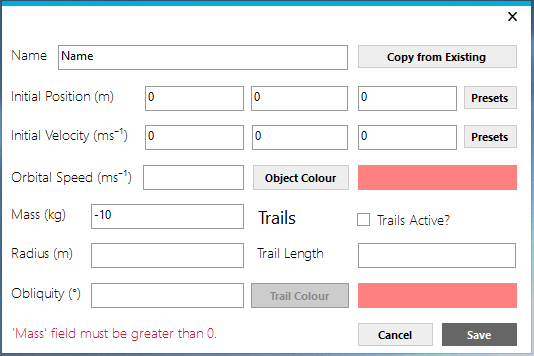 ×
Name Name Copy from Existing
Initial Position (m) 0 0 0 Presets
Initial Velocity (ms⁻¹) 0 0 0 Presets
Orbital Speed (ms⁻¹) Object Colour
Mass (kg) -10 Trails Trails Active?
Radius (m) Trail Length
Obliquity (°) Trail Colour
'Mass' field must be greater than 0. Cancel Save